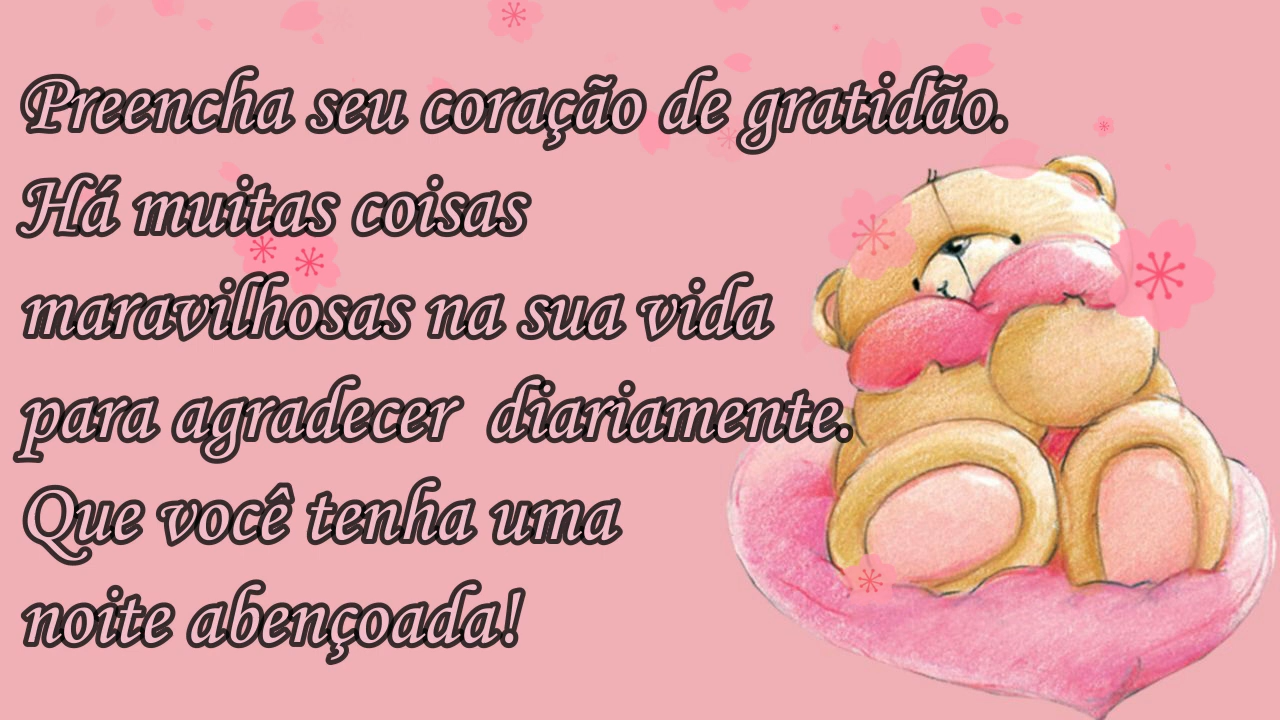 Preencha seu coração de gratidão.
Há muitas coisas
maravilhosas na sua vida
para agradecer  diariamente.
Que você tenha uma
noite abençoada!